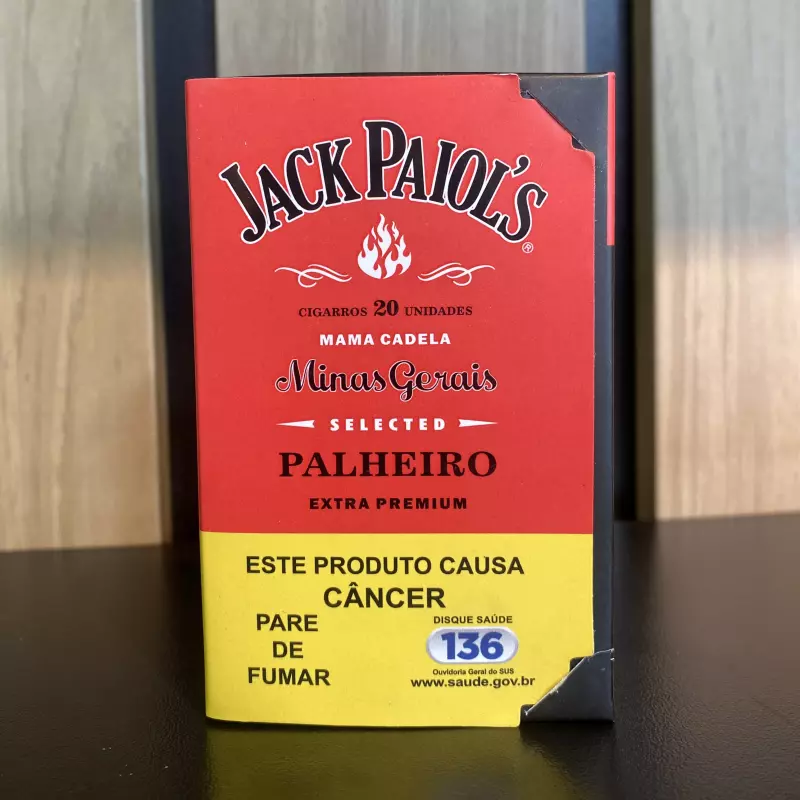 JACK PAIOL'S
®
CIGARROS 20 UNIDADES
MAMA CADELA
Minas Gerais
SELECTED
PALHEIRO
EXTRA PREMIUM
ESTE PRODUTO CAUSA
CÂNCER
PARE
DE
FUMAR
DISQUE SAÚDE
136
Ouvidoria Geral do SUS
www.saude.gov.br